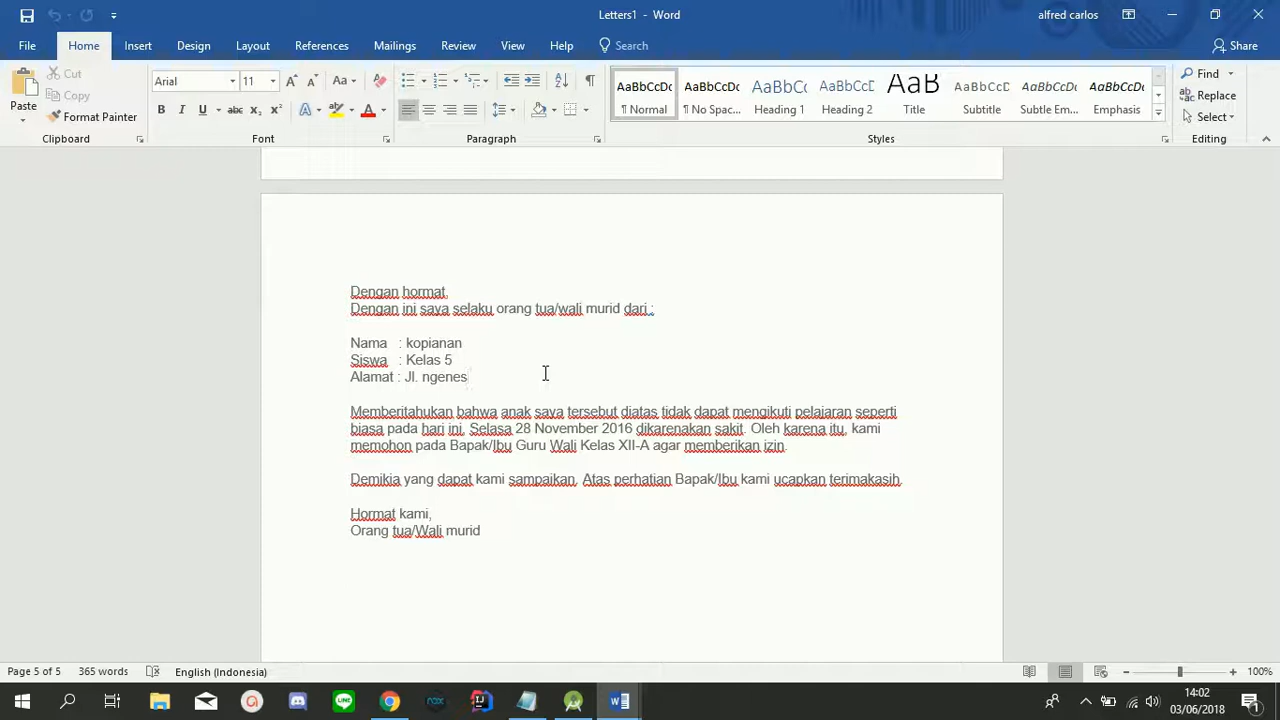 Letters1 - Word
alfred carlos
File Home Insert Design Layout References Mailings Review View Help Search Share
Paste
Cut
Copy
Format Painter
Clipboard
Arial 11
Font
Paragraph
AaBbCcDc AaBbCcDc AaBbCc AaBbCcC AaB AaBbCcD AaBbCcDc AaBbCcDc
¶ Normal ¶ No Spac... Heading 1 Heading 2 Title Subtitle Subtle Em... Emphasis
Styles
Find
Replace
Select
Editing
Dengan hormat,
Dengan ini saya selaku orang tua/wali murid dari :
Nama : kopianan
Siswa : Kelas 5
Alamat : Jl. ngenes
Memberitahukan bahwa anak saya tersebut diatas tidak dapat mengikuti pelajaran seperti
biasa pada hari ini, Selasa 28 November 2016 dikarenakan sakit. Oleh karena itu, kami
memohon pada Bapak/Ibu Guru Wali Kelas XII-A agar memberikan izin.
Demikia yang dapat kami sampaikan. Atas perhatian Bapak/Ibu kami ucapkan terimakasih.
Hormat kami,
Orang tua/Wali murid
Page 5 of 5 365 words English (Indonesia) 100%
14:02
03/06/2018